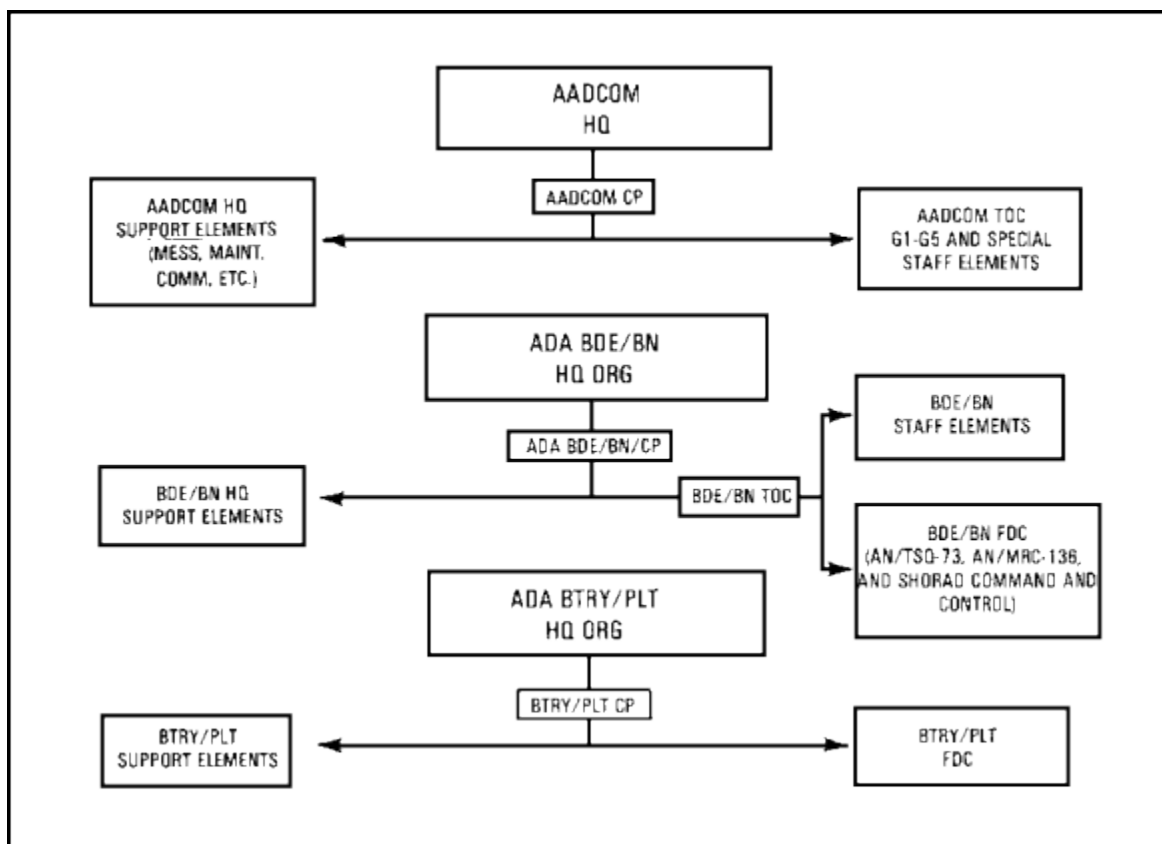 AADCOM
HQ
AADCOM CP
AADCOM HQ
SUPPORT ELEMENTS
(MESS, MAINT.
COMM, ETC.)
AADCOM TOC
G1-G5 AND SPECIAL
STAFF ELEMENTS
ADA BDE/BN
HQ ORG
ADA BDE/BN/CP
BDE/BN HQ
SUPPORT ELEMENTS
BDE/BN TOC
BDE/BN
STAFF ELEMENTS
BDE/BN FDC
(AN/TSQ-73, AN/MRC-136,
AND SHORAD COMMAND AND
CONTROL)
ADA BTRY/PLT
HQ ORG
BTRY/PLT CP
BTRY/PLT
SUPPORT ELEMENTS
BTRY/PLT
FDC